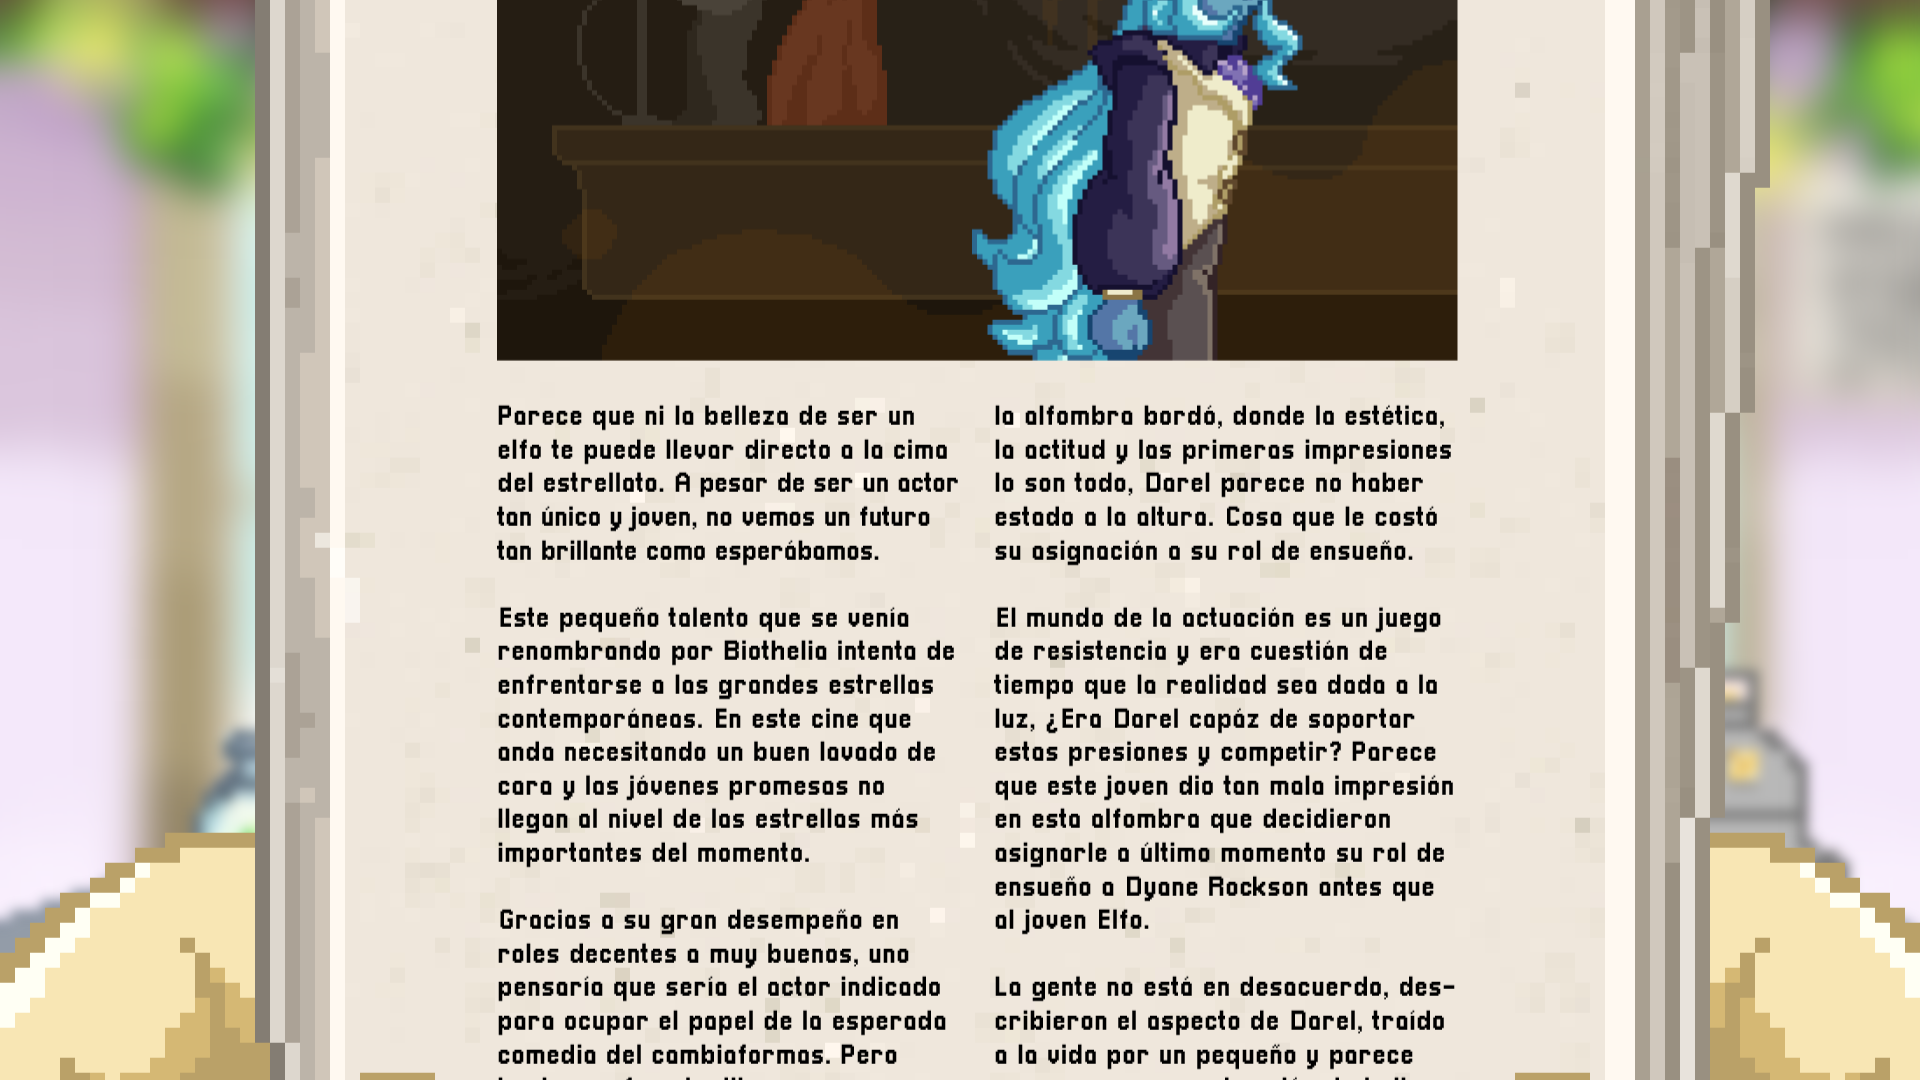 Parece que ni la belleza de ser un
elfo te puede llevar directo a la cima
del estrellato. A pesar de ser un actor
tan único y joven, no vemos un futuro
tan brillante como esperábamos.
Este pequeño talento que se venía
renombrando por Biothelia intenta de
enfrentarse a las grandes estrellas
contemporáneas. En este cine que
anda necesitando un buen lavado de
cara y las jóvenes promesas no
llegan al nivel de las estrellas más
importantes del momento.
Gracias a su gran desempeño en
roles decentes a muy buenos, uno
pensaría que sería el actor indicado
para ocupar el papel de la esperada
comedia del cambiaformas. Pero
la alfombra bordó, donde la estética,
la actitud y las primeras impresiones
lo son todo, Darel parece no haber
estado a la altura. Cosa que le costó
su asignación a su rol de ensueño.
El mundo de la actuación es un juego
de resistencia y era cuestión de
tiempo que la realidad sea dada a la
luz, ¿Era Darel capáz de soportar
estas presiones y competir? Parece
que este joven dio tan mala impresión
en esta alfombra que decidieron
asignarle a último momento su rol de
ensueño a Dyane Rockson antes que
al joven Elfo.
La gente no está en desacuerdo, des-
cribieron el aspecto de Darel, traído
a la vida por un pequeño y parece